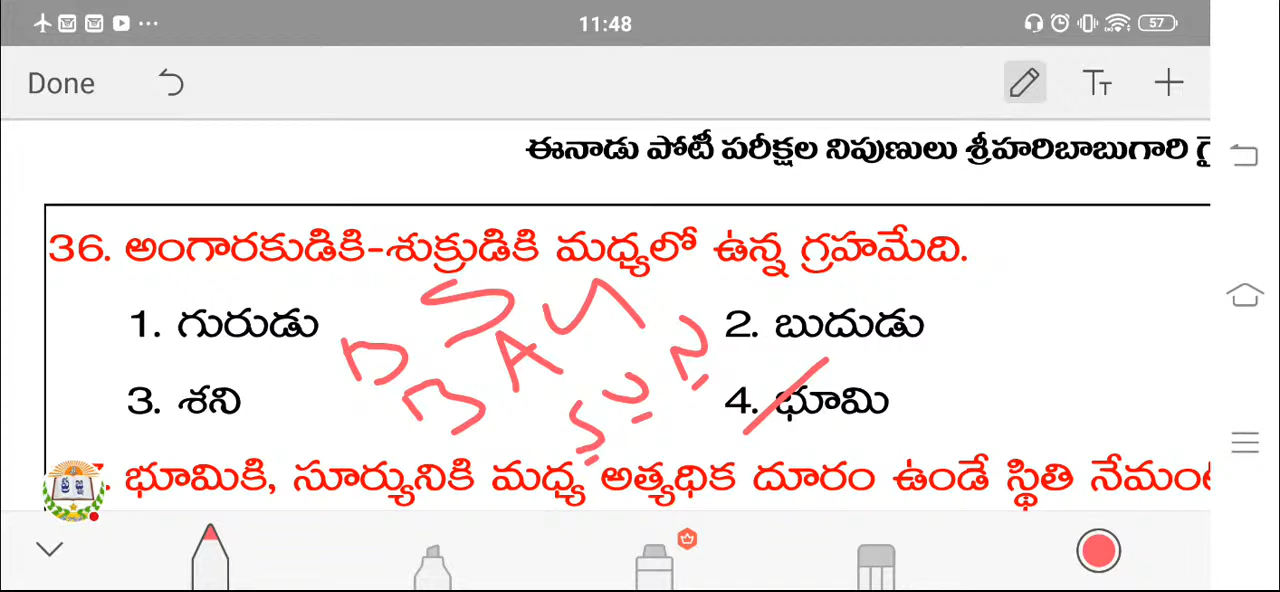 11:48
57
Done
ఈనాడు పోటీ పరీక్షల నిపుణులు శ్రీహరిబాబుగారి గై
36. అంగారకుడికి-శుక్రుడికి మధ్యలో ఉన్న గ్రహమేది.
1. గురుడు 2. బుదుడు
3. శని 4. భూమి
భూమికి, సూర్యునికి మధ్య అత్యధిక దూరం ఉండే స్థితి నేమం